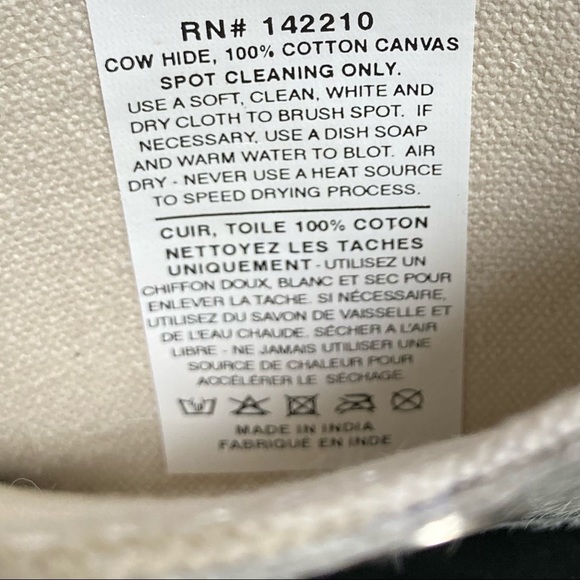 RN# 142210
COW HIDE, 100% COTTON CANVAS
SPOT CLEANING ONLY.
USE A SOFT, CLEAN, WHITE AND
DRY CLOTH TO BRUSH SPOT. IF
NECESSARY, USE A DISH SOAP
AND WARM WATER TO BLOT. AIR
DRY - NEVER USE A HEAT SOURCE
TO SPEED DRYING PROCESS.
CUIR, TOILE 100% COTON
NETTOYEZ LES TACHES
UNIQUEMENT - UTILISEZ UN
CHIFFON DOUX, BLANC ET SEC POUR
ENLEVER LA TACHE. SI NÉCESSAIRE,
UTILISEZ DU SAVON DE VAISSELLE ET
DE L'EAU CHAUDE. SÉCHER A L'AIR
LIBRE - NE JAMAIS UTILISER UNE
SOURCE DE CHALEUR POUR
ACCÉLÉRER LE SÉCHAGE.
MADE IN INDIA
FABRIQUE EN INDE